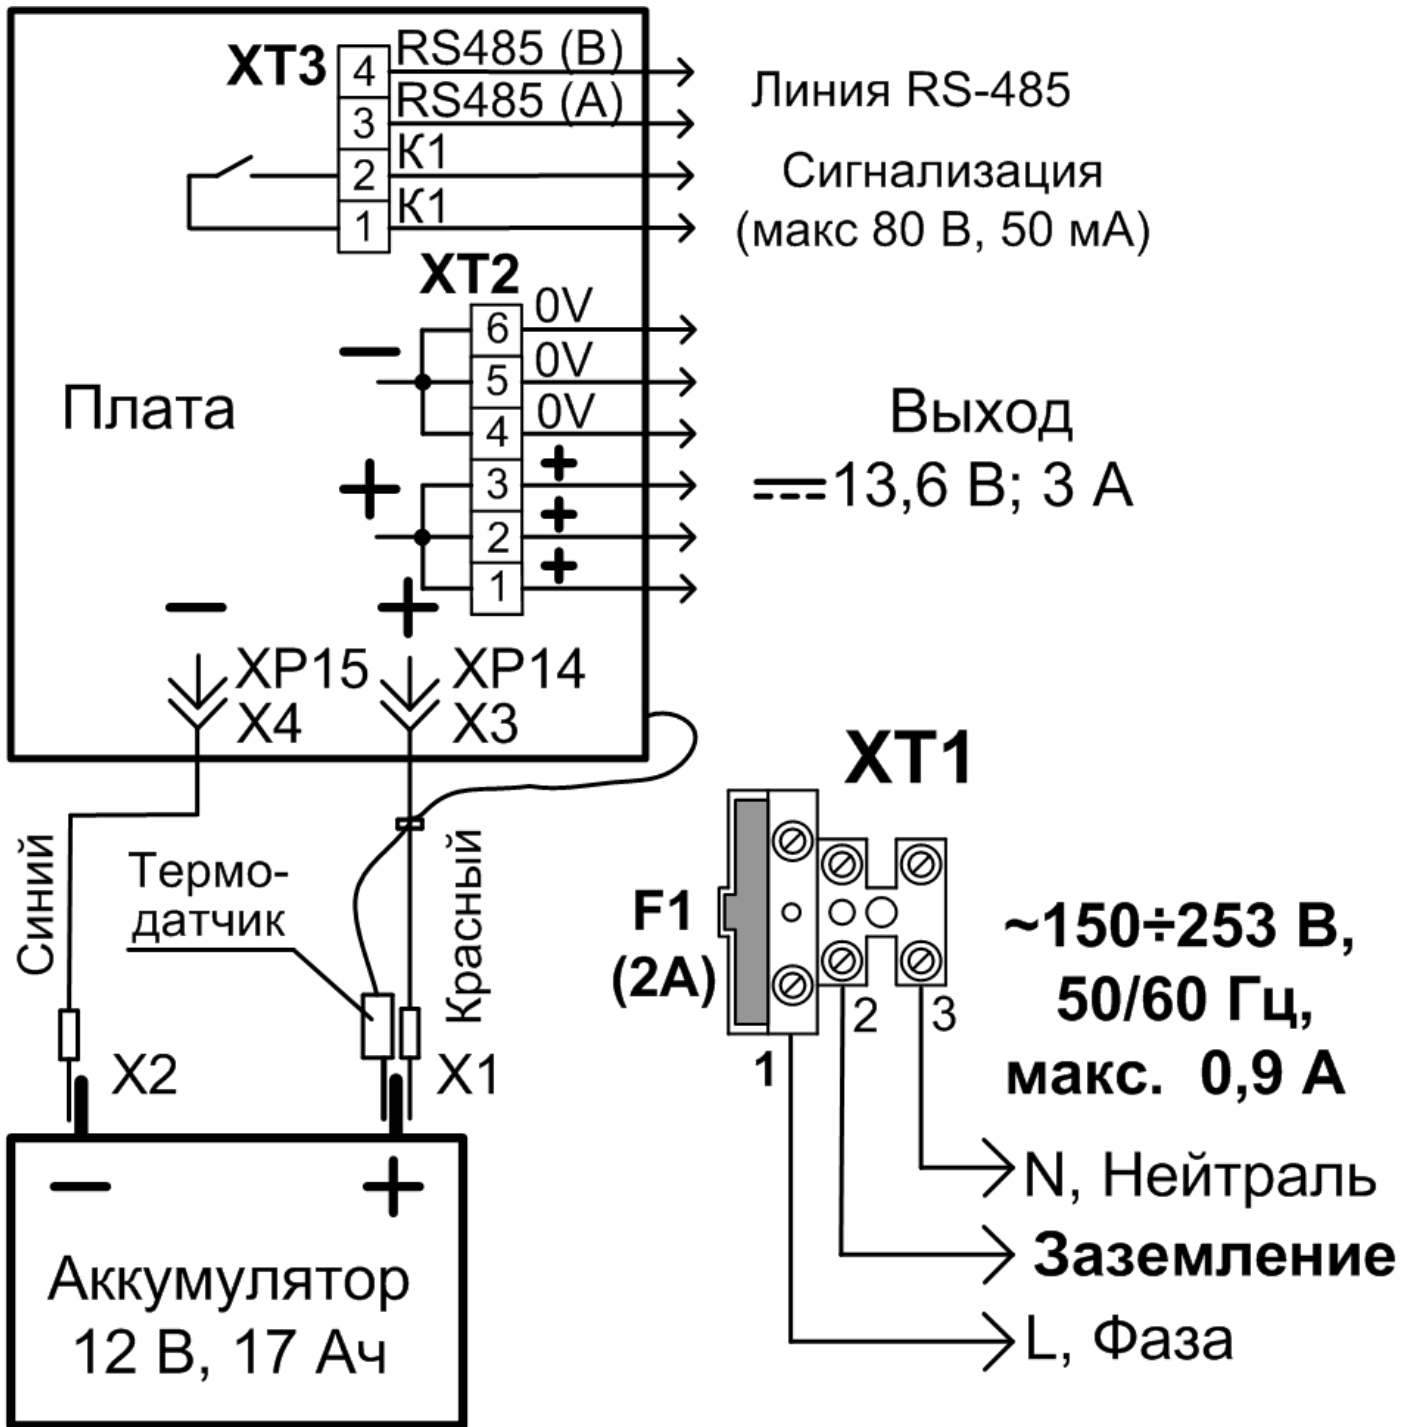 XT3
4
RS485 (B)
3
RS485 (A)
2
К1
1
К1
Линия RS-485
Сигнализация
(макс 80 В, 50 мА)
XT2
6
0V
5
0V
4
0V
3
+
2
+
1
+
−
+
Плата
Выход
13,6 В; 3 А
−
+
XP15
XP14
X4
X3
Синий
Термо-
датчик
Красный
X2
X1
−
+
Аккумулятор
12 В, 17 Ач
XT1
F1
(2А)
1
2
3
~150÷253 В,
50/60 Гц,
макс. 0,9 А
N, Нейтраль
Заземление
L, Фаза